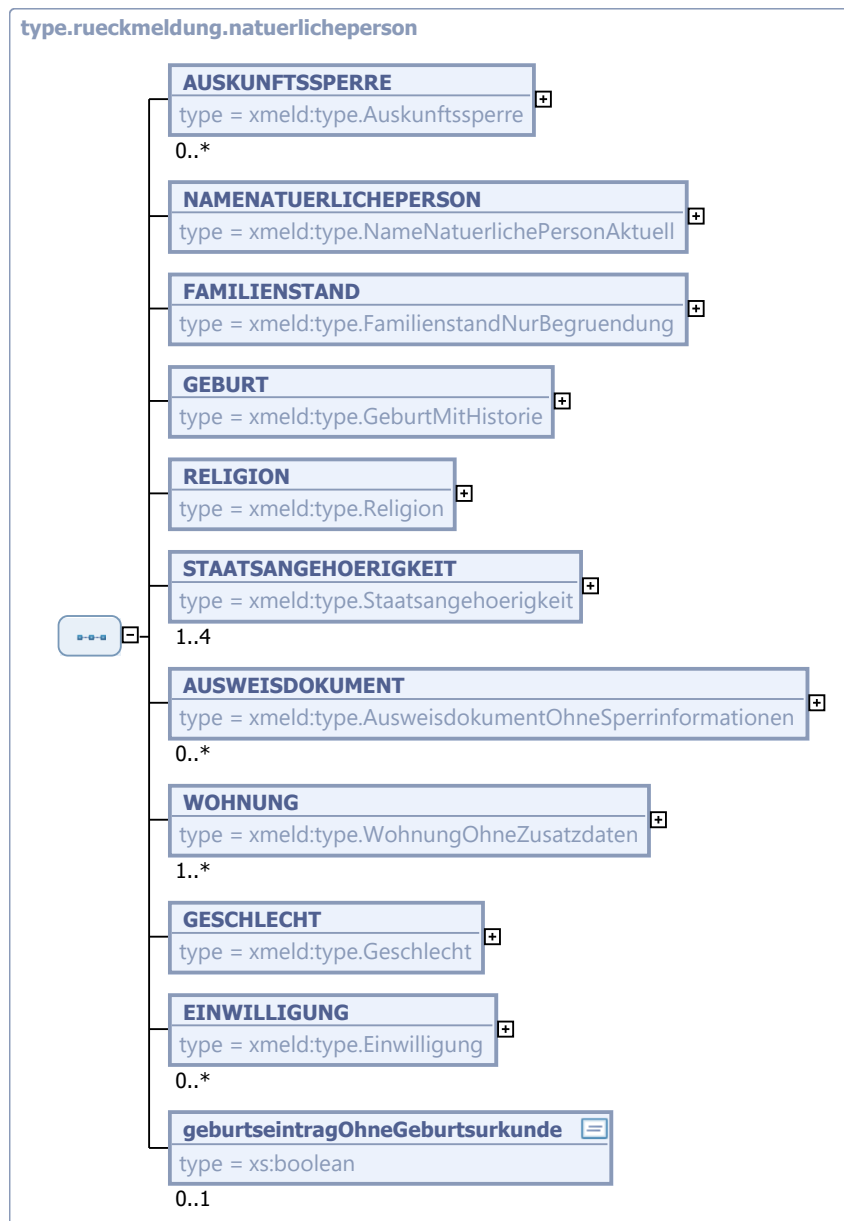 type.rueckmeldung.natuerlicheperson
AUSKUNFTSSPERRE
type = xmeld:type.Auskunftssperre
0..*
NAMENATUERLICHEPERSON
type = xmeld:type.NameNatuerlichePersonAktuell
FAMILIENSTAND
type = xmeld:type.FamilienstandNurBegruendung
GEBURT
type = xmeld:type.GeburtMitHistorie
RELIGION
type = xmeld:type.Religion
STAATSANGEHOERIGKEIT
type = xmeld:type.Staatsangehoerigkeit
1..4
AUSWEISDOKUMENT
type = xmeld:type.AusweisdokumentOhneSperrinformationen
0..*
WOHNUNG
type = xmeld:type.WohnungOhneZusatzdaten
1..*
GESCHLECHT
type = xmeld:type.Geschlecht
EINWILLIGUNG
type = xmeld:type.Einwilligung
0..*
geburtseintragOhneGeburtsurkunde
type = xs:boolean
0..1